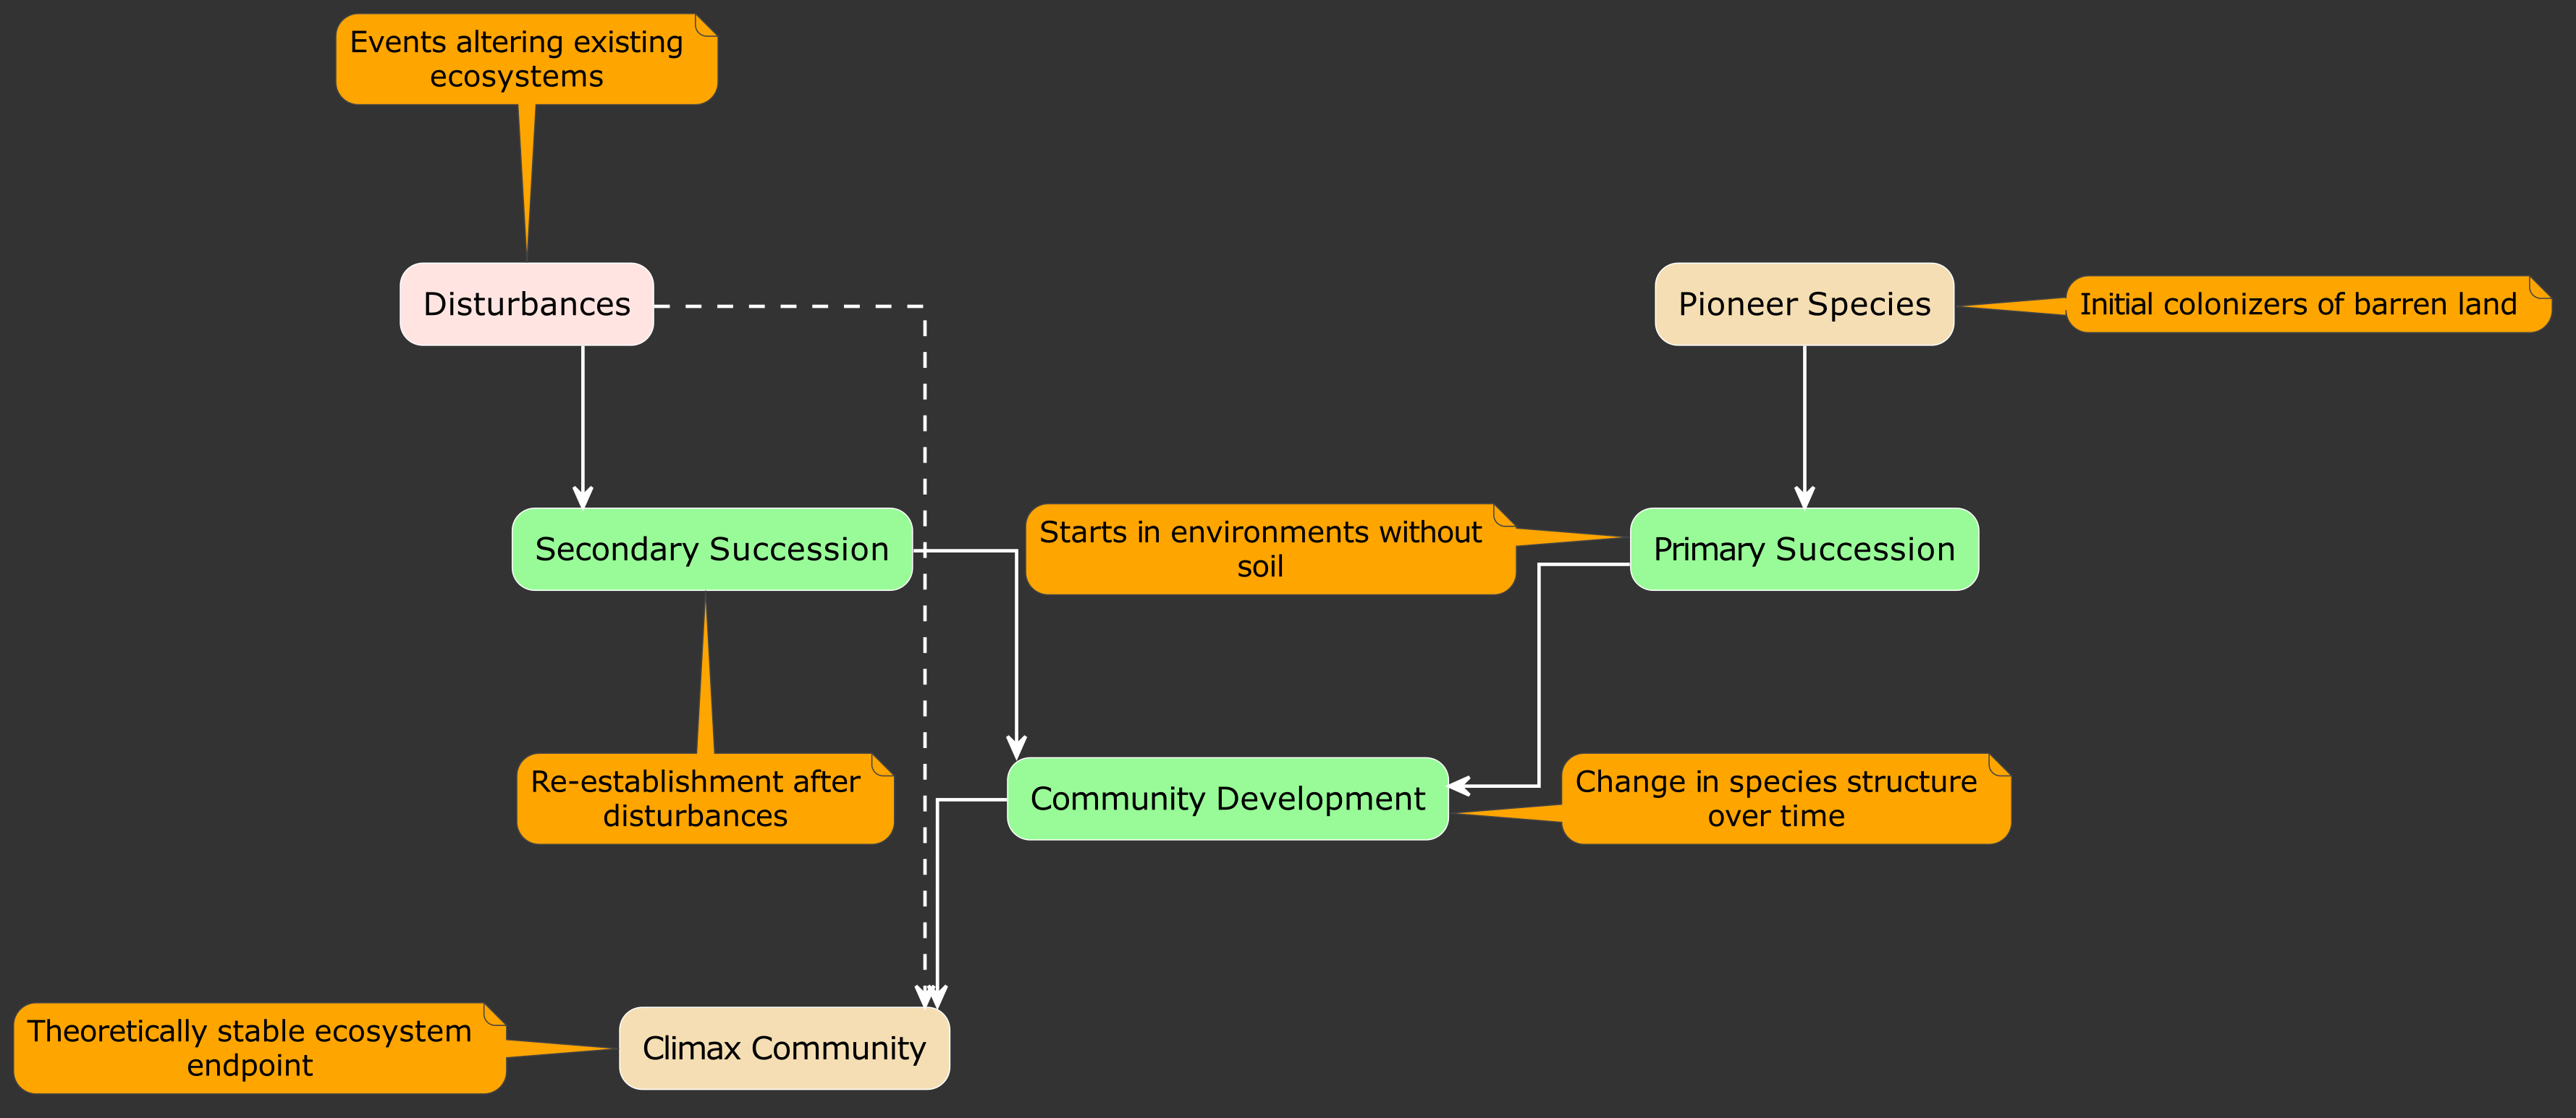 Events altering existing
ecosystems
Disturbances
Pioneer Species
Initial colonizers of barren land
Secondary Succession
Starts in environments without
soil
Primary Succession
Re-establishment after
disturbances
Community Development
Change in species structure
over time
Theoretically stable ecosystem
endpoint
Climax Community